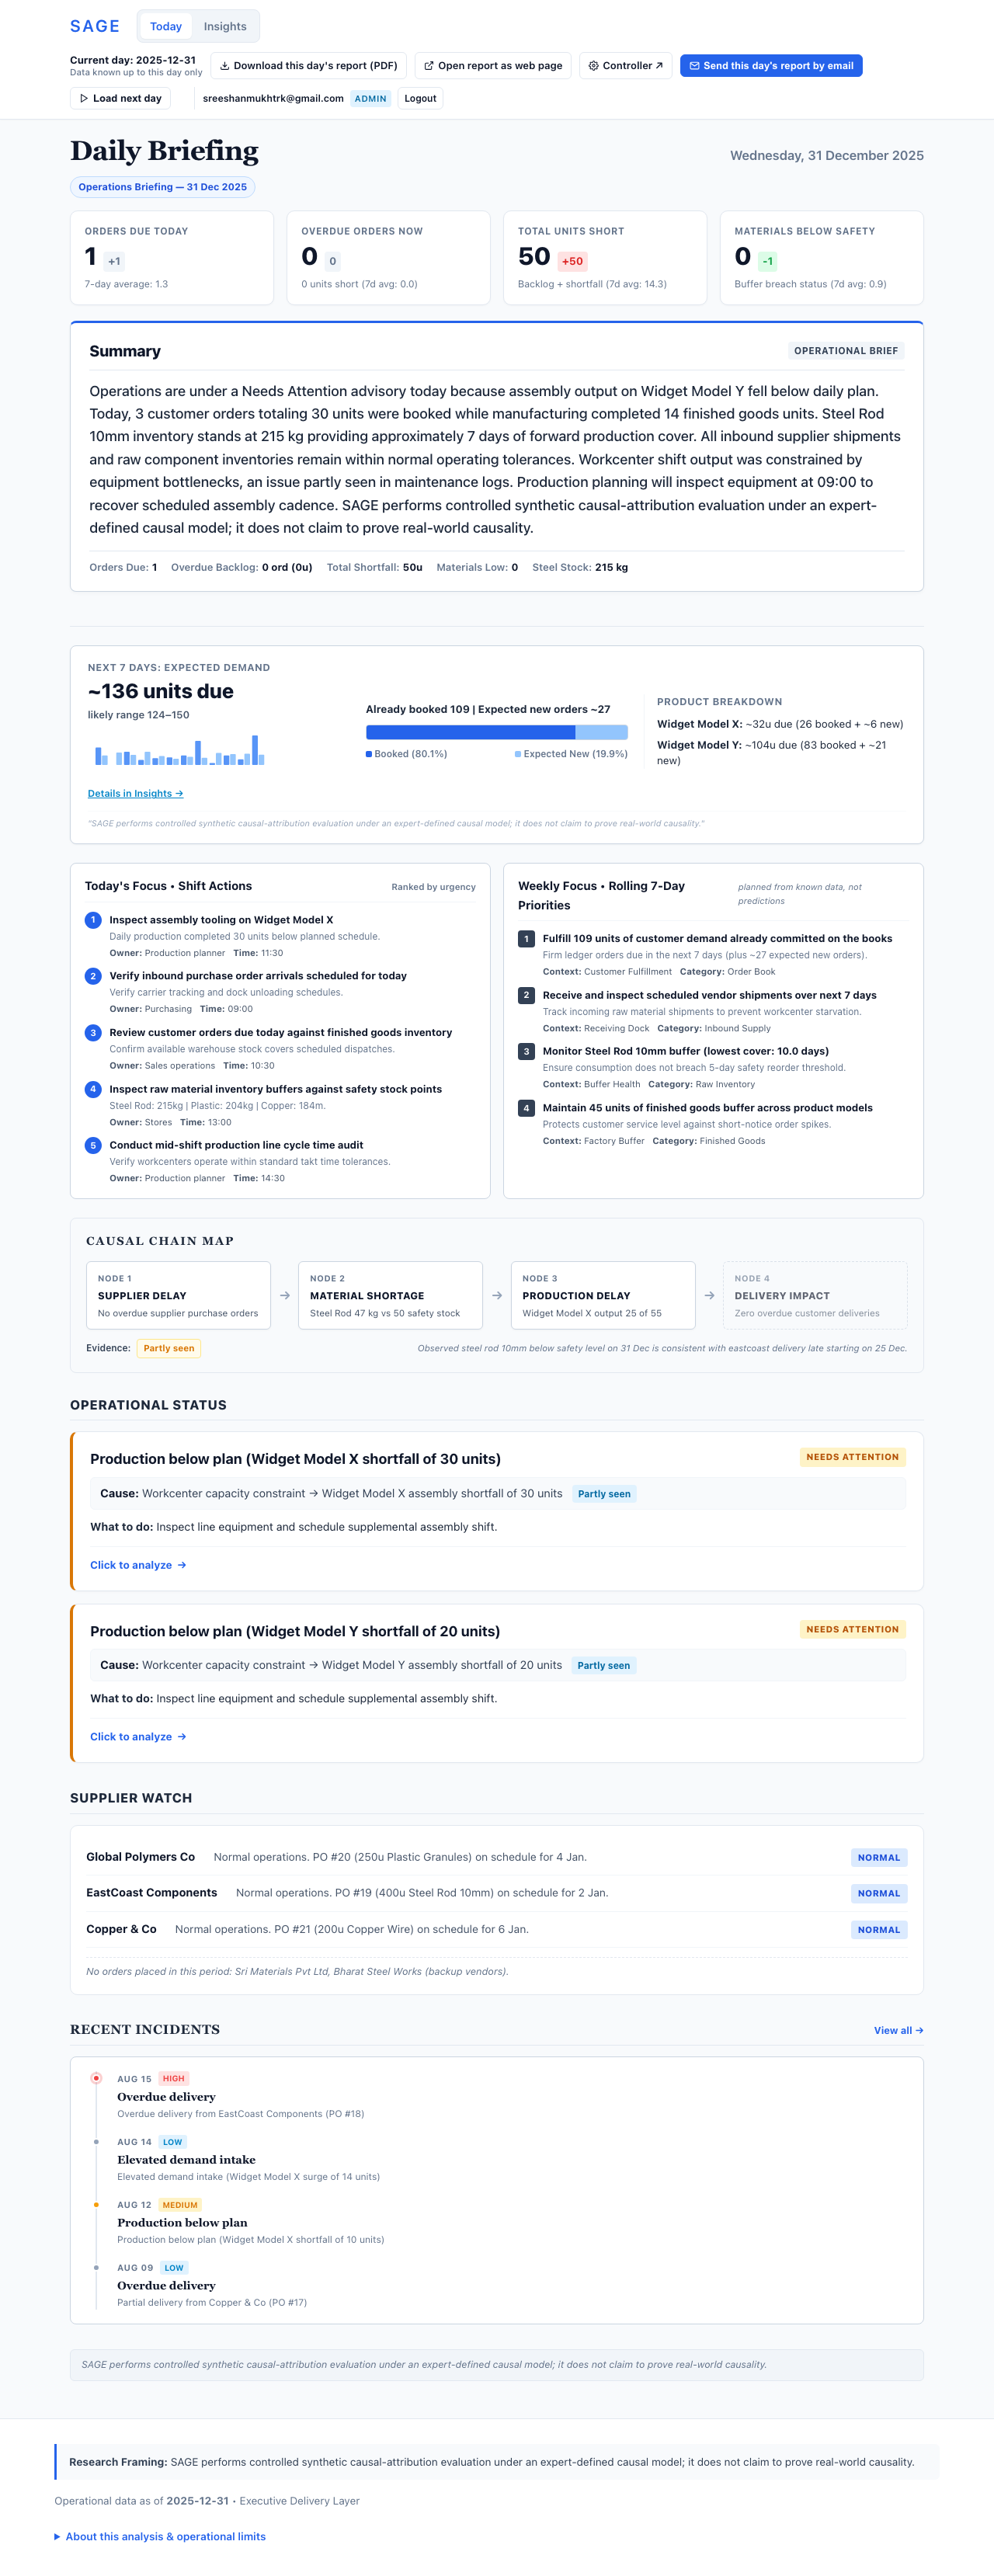 SAGE
Today
Insights
Current day: 2025-12-31
Data known up to this day only
Download this day's report (PDF)
Open report as web page
Controller ↗
Send this day's report by email
Load next day
sreeshanmukhtrk@gmail.com
ADMIN
Logout
Daily Briefing
Wednesday, 31 December 2025
Operations Briefing — 31 Dec 2025
ORDERS DUE TODAY
1 +1
7-day average: 1.3
OVERDUE ORDERS NOW
0 0
0 units short (7d avg: 0.0)
TOTAL UNITS SHORT
50 +50
Backlog + shortfall (7d avg: 14.3)
MATERIALS BELOW SAFETY
0 -1
Buffer breach status (7d avg: 0.9)
Summary
OPERATIONAL BRIEF
Operations are under a Needs Attention advisory today because assembly output on Widget Model Y fell below daily plan.
Today, 3 customer orders totaling 30 units were booked while manufacturing completed 14 finished goods units. Steel Rod
10mm inventory stands at 215 kg providing approximately 7 days of forward production cover. All inbound supplier shipments
and raw component inventories remain within normal operating tolerances. Workcenter shift output was constrained by
equipment bottlenecks, an issue partly seen in maintenance logs. Production planning will inspect equipment at 09:00 to
recover scheduled assembly cadence. SAGE performs controlled synthetic causal-attribution evaluation under an expert-
defined causal model; it does not claim to prove real-world causality.
Orders Due: 1 Overdue Backlog: 0 ord (0u) Total Shortfall: 50u Materials Low: 0 Steel Stock: 215 kg
NEXT 7 DAYS: EXPECTED DEMAND
~136 units due
likely range 124–150
Details in Insights →
Already booked 109 | Expected new orders ~27
Booked (80.1%)
Expected New (19.9%)
PRODUCT BREAKDOWN
Widget Model X: ~32u due (26 booked + ~6 new)
Widget Model Y: ~104u due (83 booked + ~21
new)
"SAGE performs controlled synthetic causal-attribution evaluation under an expert-defined causal model; it does not claim to prove real-world causality."
Today's Focus • Shift Actions
Ranked by urgency
1 Inspect assembly tooling on Widget Model X
Daily production completed 30 units below planned schedule.
Owner: Production planner Time: 11:30
2 Verify inbound purchase order arrivals scheduled for today
Verify carrier tracking and dock unloading schedules.
Owner: Purchasing Time: 09:00
3 Review customer orders due today against finished goods inventory
Confirm available warehouse stock covers scheduled dispatches.
Owner: Sales operations Time: 10:30
4 Inspect raw material inventory buffers against safety stock points
Steel Rod: 215kg | Plastic: 204kg | Copper: 184m.
Owner: Stores Time: 13:00
5 Conduct mid-shift production line cycle time audit
Verify workcenters operate within standard takt time tolerances.
Owner: Production planner Time: 14:30
Weekly Focus • Rolling 7-Day
Priorities
planned from known data, not
predictions
1 Fulfill 109 units of customer demand already committed on the books
Firm ledger orders due in the next 7 days (plus ~27 expected new orders).
Context: Customer Fulfillment Category: Order Book
2 Receive and inspect scheduled vendor shipments over next 7 days
Track incoming raw material shipments to prevent workcenter starvation.
Context: Receiving Dock Category: Inbound Supply
3 Monitor Steel Rod 10mm buffer (lowest cover: 10.0 days)
Ensure consumption does not breach 5-day safety reorder threshold.
Context: Buffer Health Category: Raw Inventory
4 Maintain 45 units of finished goods buffer across product models
Protects customer service level against short-notice order spikes.
Context: Factory Buffer Category: Finished Goods
CAUSAL CHAIN MAP
NODE 1
SUPPLIER DELAY
No overdue supplier purchase orders
→
NODE 2
MATERIAL SHORTAGE
Steel Rod 47 kg vs 50 safety stock
→
NODE 3
PRODUCTION DELAY
Widget Model X output 25 of 55
→
NODE 4
DELIVERY IMPACT
Zero overdue customer deliveries
Evidence: Partly seen
Observed steel rod 10mm below safety level on 31 Dec is consistent with eastcoast delivery late starting on 25 Dec.
OPERATIONAL STATUS
Production below plan (Widget Model X shortfall of 30 units)
NEEDS ATTENTION
Cause: Workcenter capacity constraint → Widget Model X assembly shortfall of 30 units Partly seen
What to do: Inspect line equipment and schedule supplemental assembly shift.
Click to analyze →
Production below plan (Widget Model Y shortfall of 20 units)
NEEDS ATTENTION
Cause: Workcenter capacity constraint → Widget Model Y assembly shortfall of 20 units Partly seen
What to do: Inspect line equipment and schedule supplemental assembly shift.
Click to analyze →
SUPPLIER WATCH
Global Polymers Co Normal operations. PO #20 (250u Plastic Granules) on schedule for 4 Jan. NORMAL
EastCoast Components Normal operations. PO #19 (400u Steel Rod 10mm) on schedule for 2 Jan. NORMAL
Copper & Co Normal operations. PO #21 (200u Copper Wire) on schedule for 6 Jan. NORMAL
No orders placed in this period: Sri Materials Pvt Ltd, Bharat Steel Works (backup vendors).
RECENT INCIDENTS
View all →
AUG 15 HIGH
Overdue delivery
Overdue delivery from EastCoast Components (PO #18)
AUG 14 LOW
Elevated demand intake
Elevated demand intake (Widget Model X surge of 14 units)
AUG 12 MEDIUM
Production below plan
Production below plan (Widget Model X shortfall of 10 units)
AUG 09 LOW
Overdue delivery
Partial delivery from Copper & Co (PO #17)
SAGE performs controlled synthetic causal-attribution evaluation under an expert-defined causal model; it does not claim to prove real-world causality.
Research Framing: SAGE performs controlled synthetic causal-attribution evaluation under an expert-defined causal model; it does not claim to prove real-world causality.
Operational data as of 2025-12-31 • Executive Delivery Layer
About this analysis & operational limits